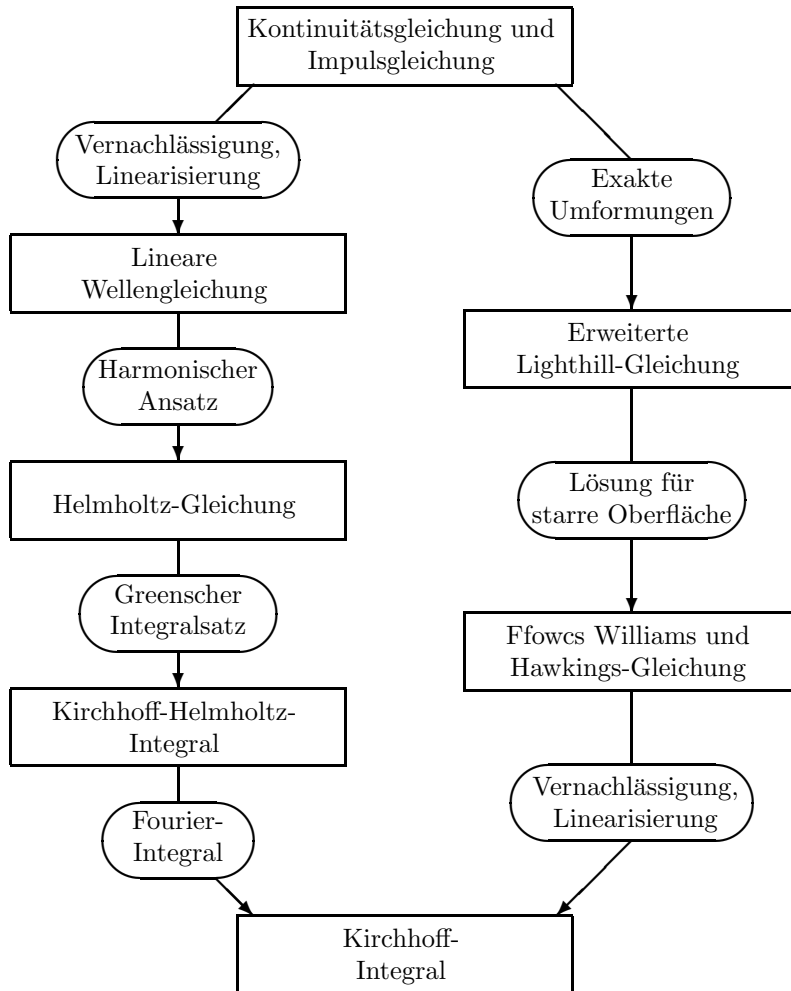 Kontinuitätsgleichung und
Impulsgleichung
Vernachlässigung,
Linearisierung
Lineare
Wellengleichung
Harmonischer
Ansatz
Helmholtz-Gleichung
Greenscher
Integralsatz
Kirchhoff-Helmholtz-
Integral
Fourier-
Integral
Exakte
Umformungen
Erweiterte
Lighthill-Gleichung
Lösung für
starre Oberfläche
Ffowcs Williams und
Hawkings-Gleichung
Vernachlässigung,
Linearisierung
Kirchhoff-
Integral